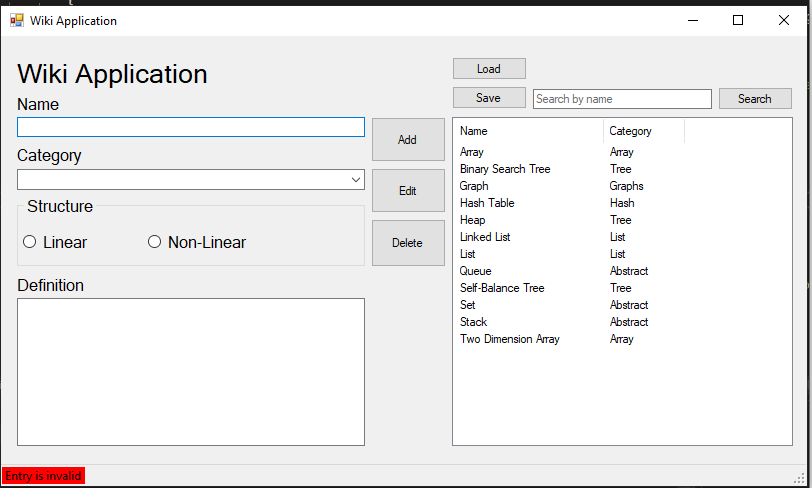 Wiki Application
Wiki Application
Name
Category
Structure
Linear Non-Linear
Definition
Add
Edit
Delete
Load
Save Search by name Search
Name Category
Array Array
Binary Search Tree Tree
Graph Graphs
Hash Table Hash
Heap Tree
Linked List List
List List
Queue Abstract
Self-Balance Tree Tree
Set Abstract
Stack Abstract
Two Dimension Array Array
Entry is invalid